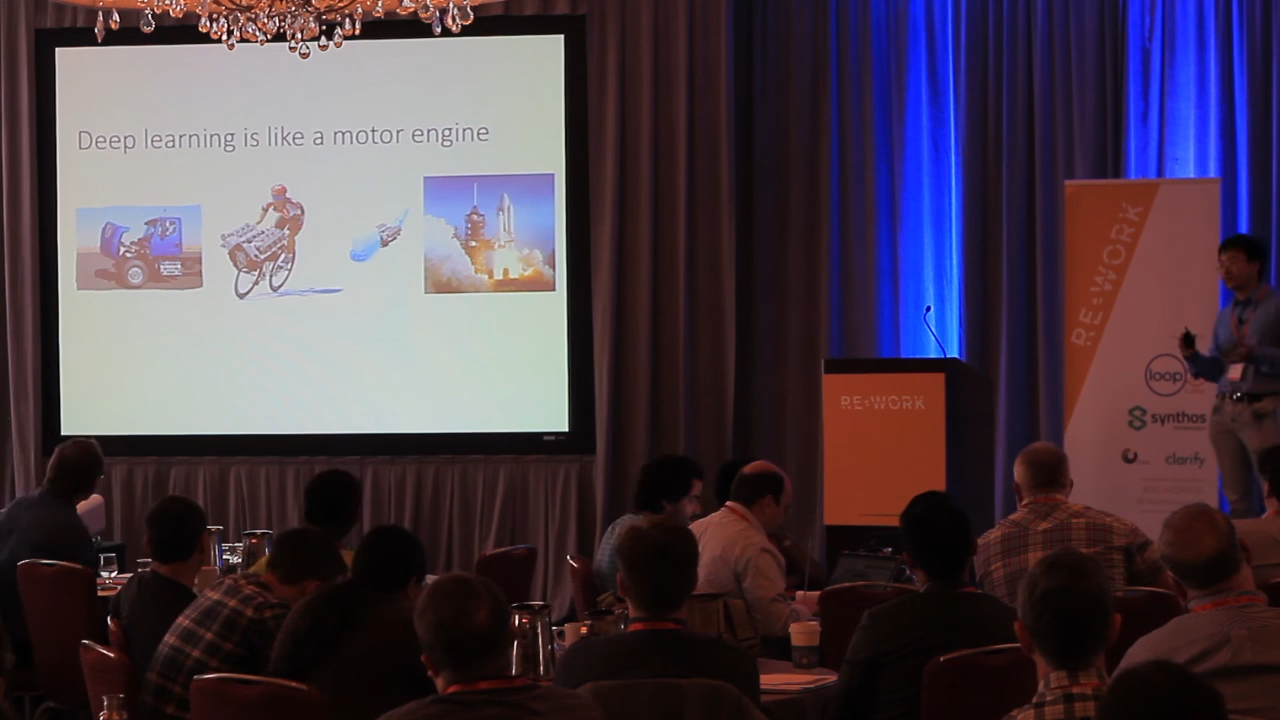 Deep learning is like a motor engine
RE•WORK
RE•WORK
loop
synthos
clarify